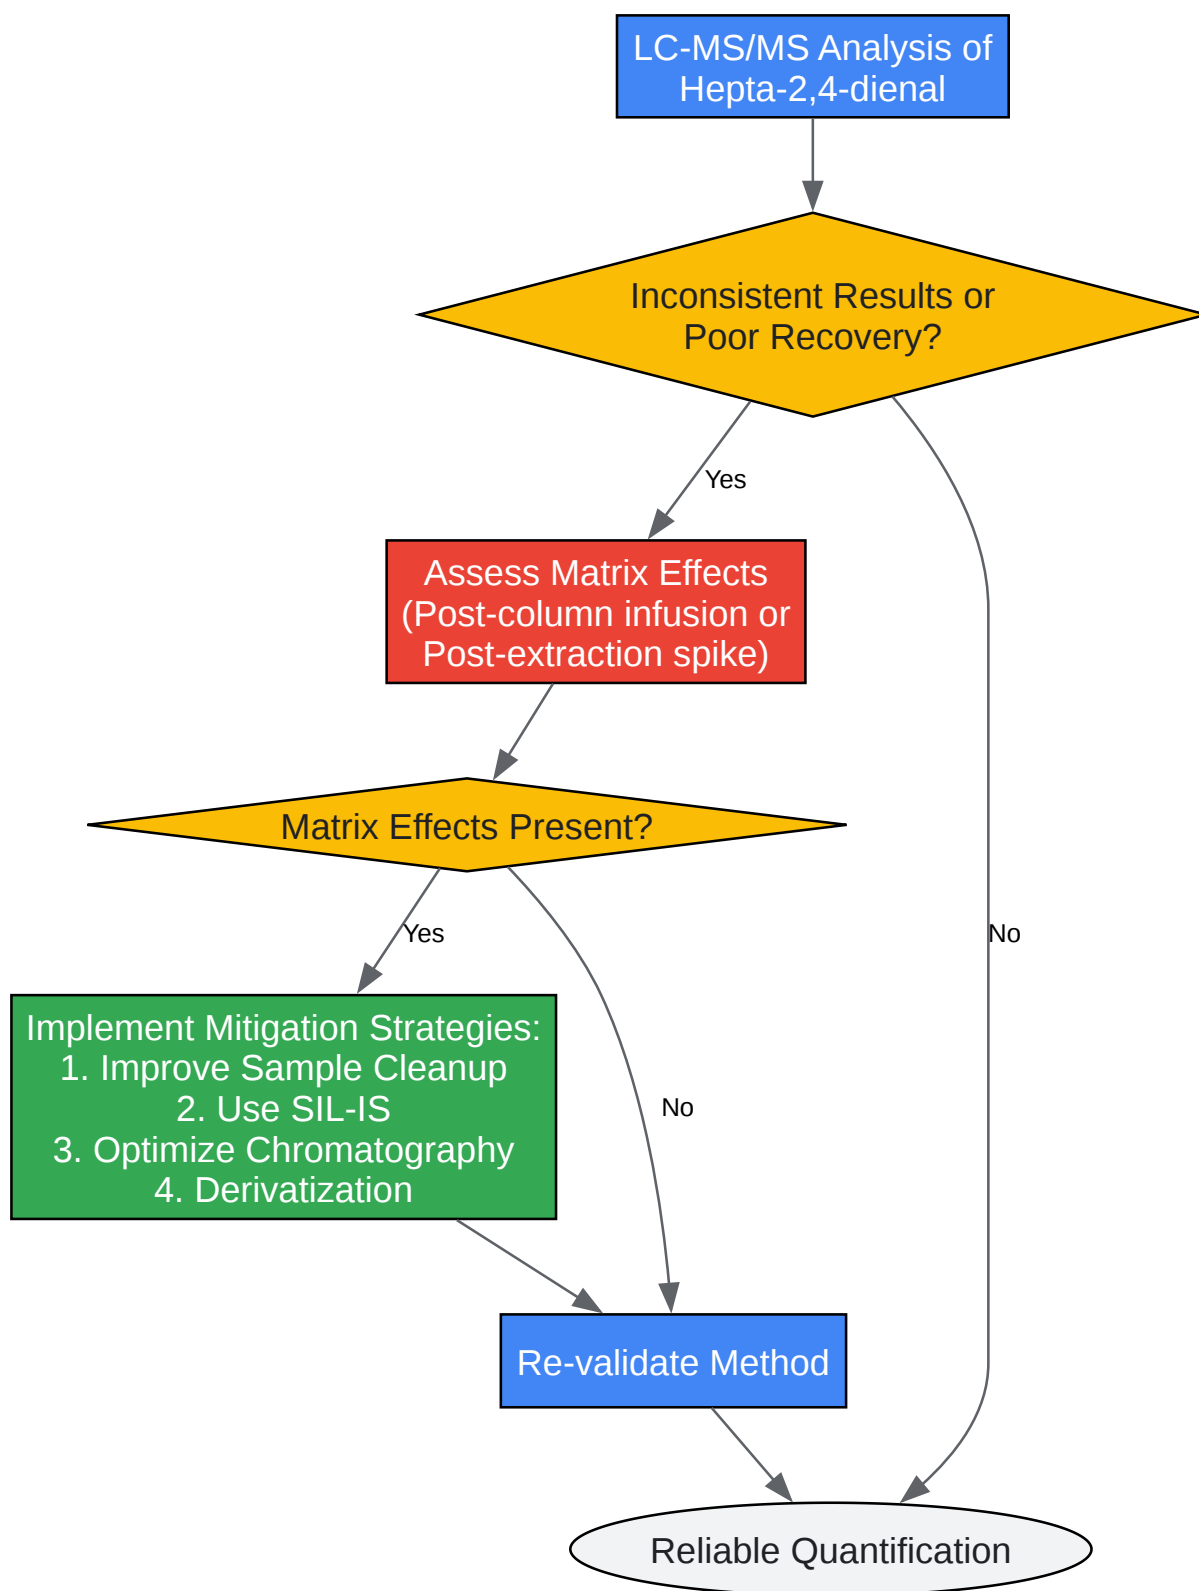 LC-MS/MS Analysis of
Hepta-2,4-dienal
Inconsistent Results or
Poor Recovery?
Yes
Assess Matrix Effects
(Post-column infusion or
Post-extraction spike)
Matrix Effects Present?
Yes
No
Implement Mitigation Strategies:
1. Improve Sample Cleanup
2. Use SIL-IS
3. Optimize Chromatography
4. Derivatization
No
Re-validate Method
Reliable Quantification